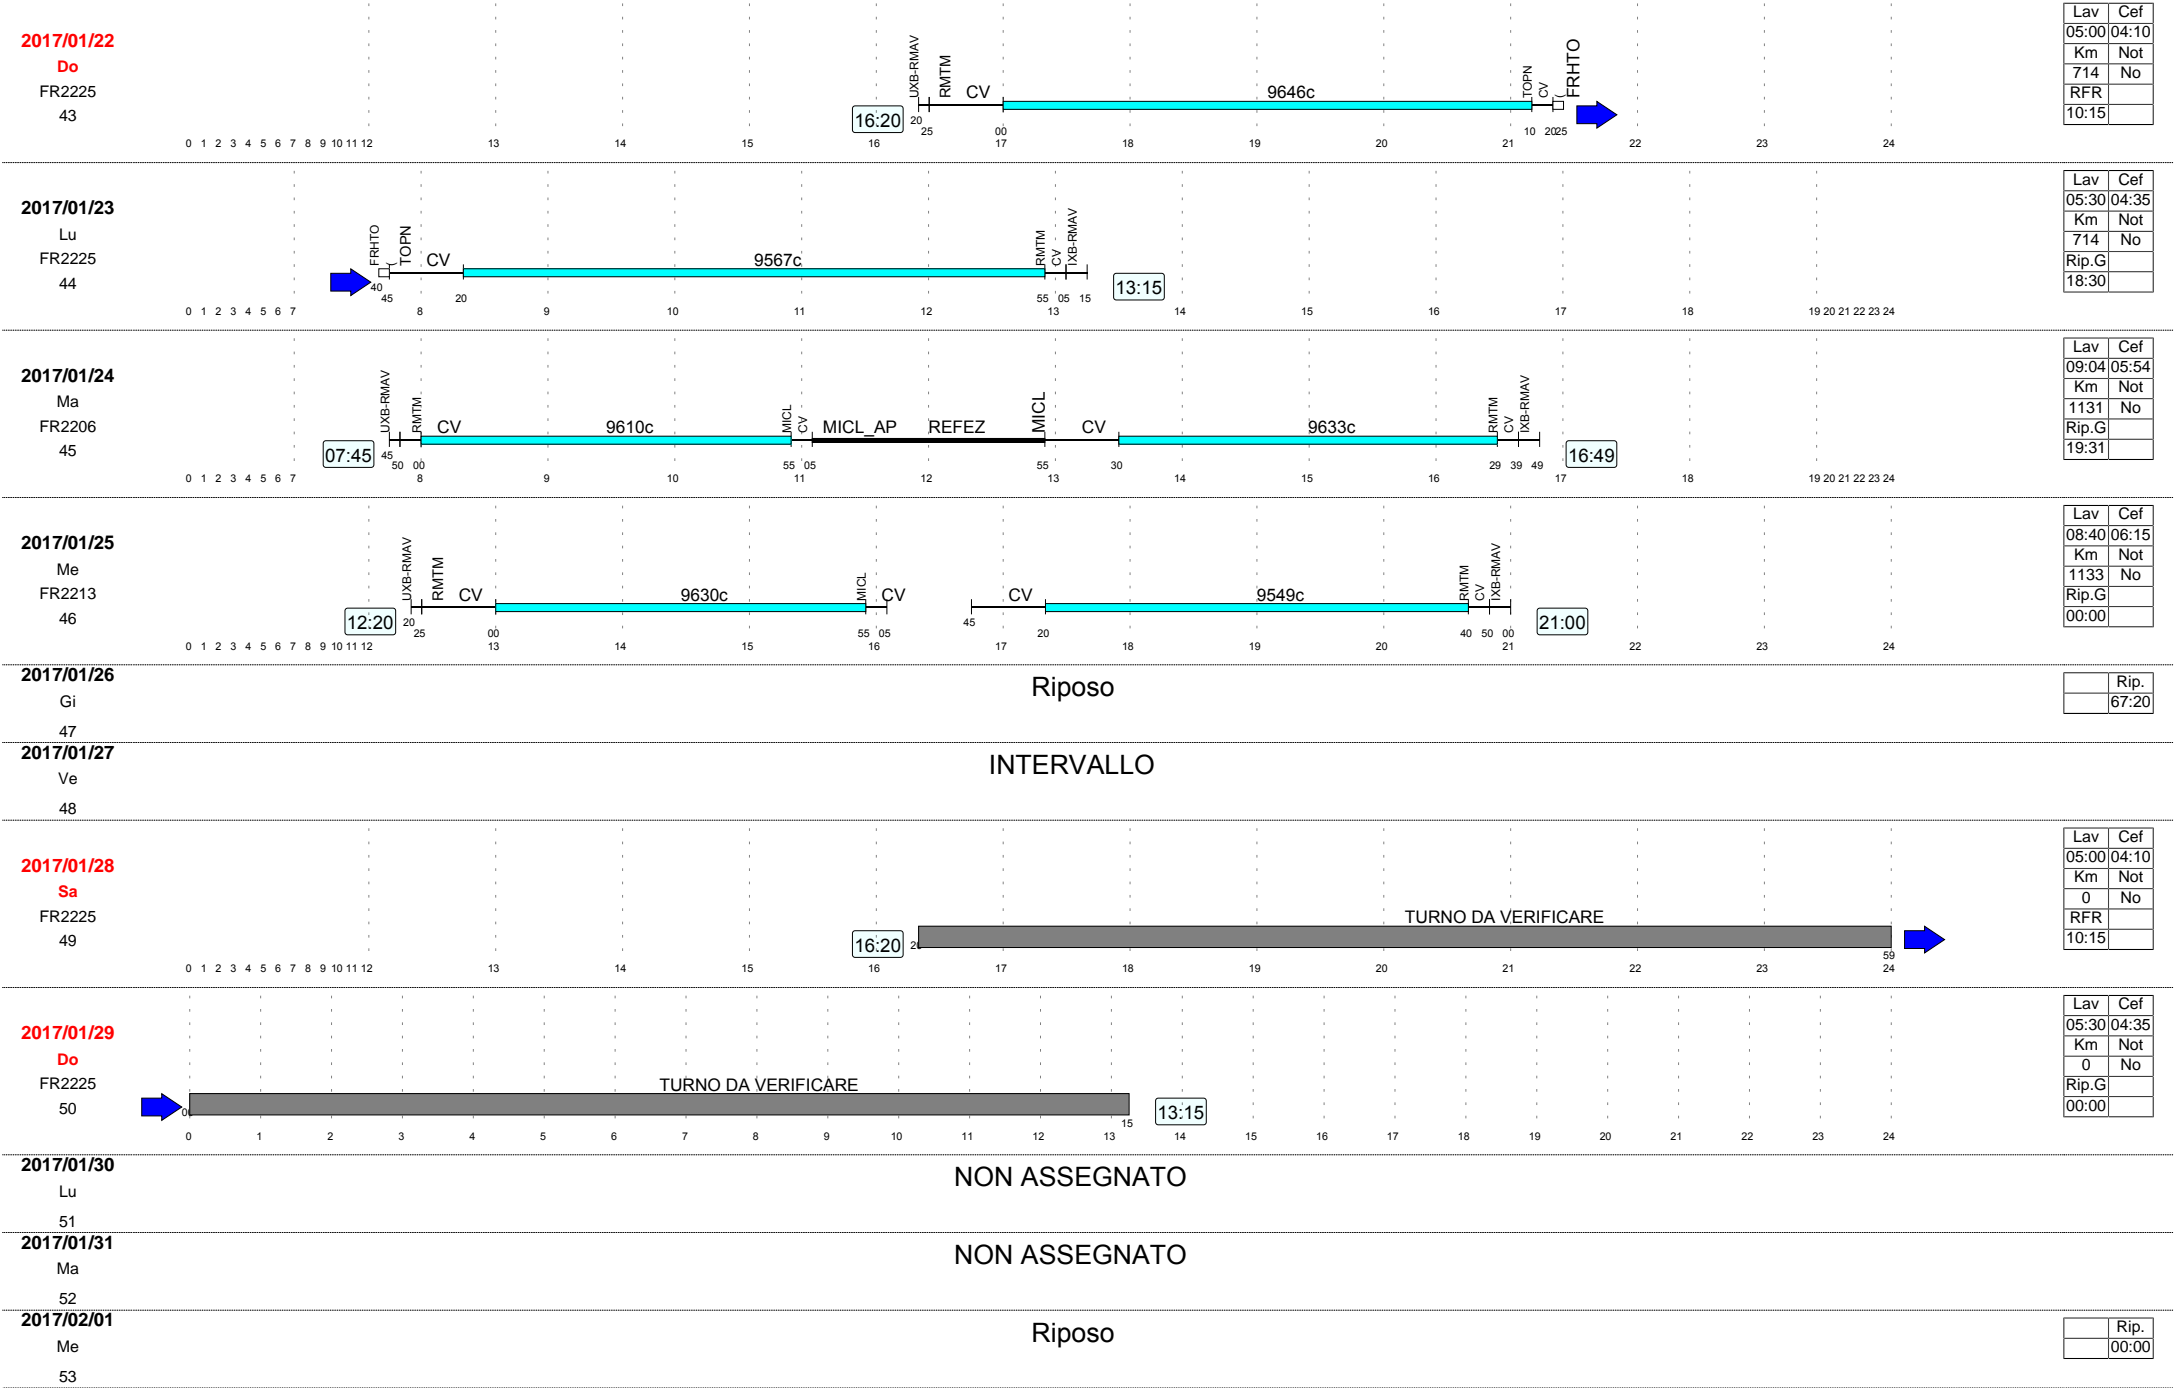 2017/01/22
Do
FR2225
43
16:20
UXB-RMAV
RMTM
CV
9646c
TOPN
CV
(
FRHTO
20
25
00
10
20
25
0 1 2 3 4 5 6 7 8 9 10 11 12 13 14 15 16 17 18 19 20 21 22 23 24
Lav Cef
05:00 04:10
Km Not
714 No
RFR
10:15
2017/01/23
Lu
FR2225
44
FRHTO
(
TOPN
CV
9567c
RMTM
CV
IXB-RMAV
13:15
40
45
20
55
05
15
0 1 2 3 4 5 6 7 8 9 10 11 12 13 14 15 16 17 18 19 20 21 22 23 24
Lav Cef
05:30 04:35
Km Not
714 No
Rip.G
18:30
2017/01/24
Ma
FR2206
45
07:45
UXB-RMAV
RMTM
CV
9610c
MICL
CV
MICL_AP
REFEZ
MICL
CV
9633c
RMTM
CV
IXB-RMAV
16:49
45
50
00
55
05
55
30
29
39
49
0 1 2 3 4 5 6 7 8 9 10 11 12 13 14 15 16 17 18 19 20 21 22 23 24
Lav Cef
09:04 05:54
Km Not
1131 No
Rip.G
19:31
2017/01/25
Me
FR2213
46
12:20
UXB-RMAV
RMTM
CV
9630c
MICL
CV
CV
9549c
RMTM
CV
IXB-RMAV
21:00
20
25
00
55
05
45
20
40
50
00
0 1 2 3 4 5 6 7 8 9 10 11 12 13 14 15 16 17 18 19 20 21 22 23 24
Lav Cef
08:40 06:15
Km Not
1133 No
Rip.G
00:00
2017/01/26
Gi
47
Riposo
Rip.
67:20
2017/01/27
Ve
48
INTERVALLO
2017/01/28
Sa
FR2225
49
16:20
20
TURNO DA VERIFICARE
59
0 1 2 3 4 5 6 7 8 9 10 11 12 13 14 15 16 17 18 19 20 21 22 23 24
Lav Cef
05:00 04:10
Km Not
0 No
RFR
10:15
2017/01/29
Do
FR2225
50
00
TURNO DA VERIFICARE
15
13:15
0 1 2 3 4 5 6 7 8 9 10 11 12 13 14 15 16 17 18 19 20 21 22 23 24
Lav Cef
05:30 04:35
Km Not
0 No
Rip.G
00:00
2017/01/30
Lu
51
NON ASSEGNATO
2017/01/31
Ma
52
NON ASSEGNATO
2017/02/01
Me
53
Riposo
Rip.
00:00